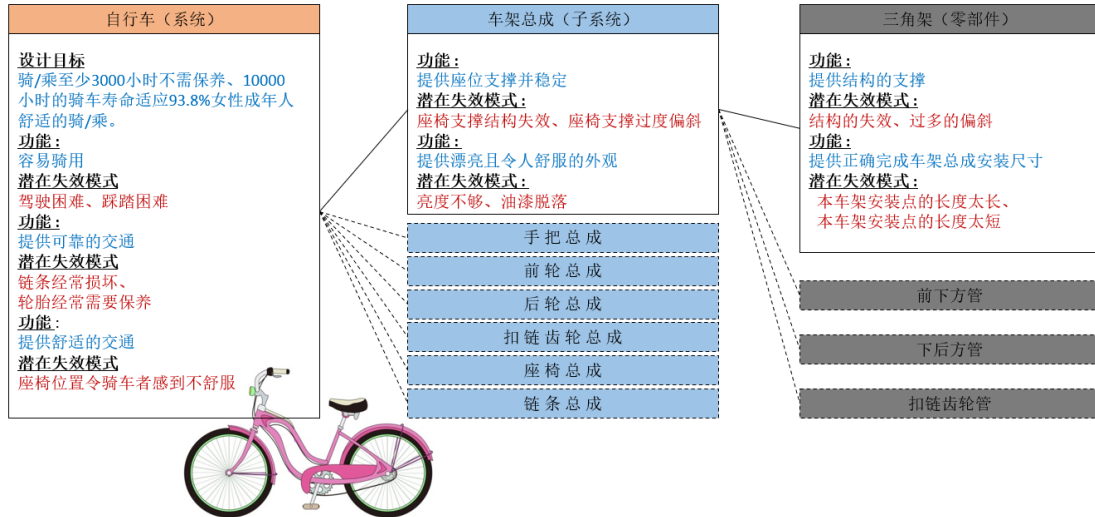 自行车（系统）
设计目标
骑/乘至少3000小时不需保养、10000
小时的骑车寿命适应93.8%女性成年人
舒适的骑/乘。
功能:
容易骑用
潜在失效模式
驾驶困难、踩踏困难
功能:
提供可靠的交通
潜在失效模式
链条经常损坏、
轮胎经常需要保养
功能:
提供舒适的交通
潜在失效模式
座椅位置令骑车者感到不舒服
车架总成（子系统）
功能:
提供座位支撑并稳定
潜在失效模式:
座椅支撑结构失效、座椅支撑过度偏斜
功能:
提供漂亮且令人舒服的外观
潜在失效模式:
亮度不够、油漆脱落
手把总成
前轮总成
后轮总成
扣链齿轮总成
座椅总成
链条总成
三角架（零部件）
功能:
提供结构的支撑
潜在失效模式:
结构的失效、过多的偏斜
功能:
提供正确完成车架总成安装尺寸
潜在失效模式:
本车架安装点的长度太长、
本车架安装点的长度太短
前下方管
下后方管
扣链齿轮管